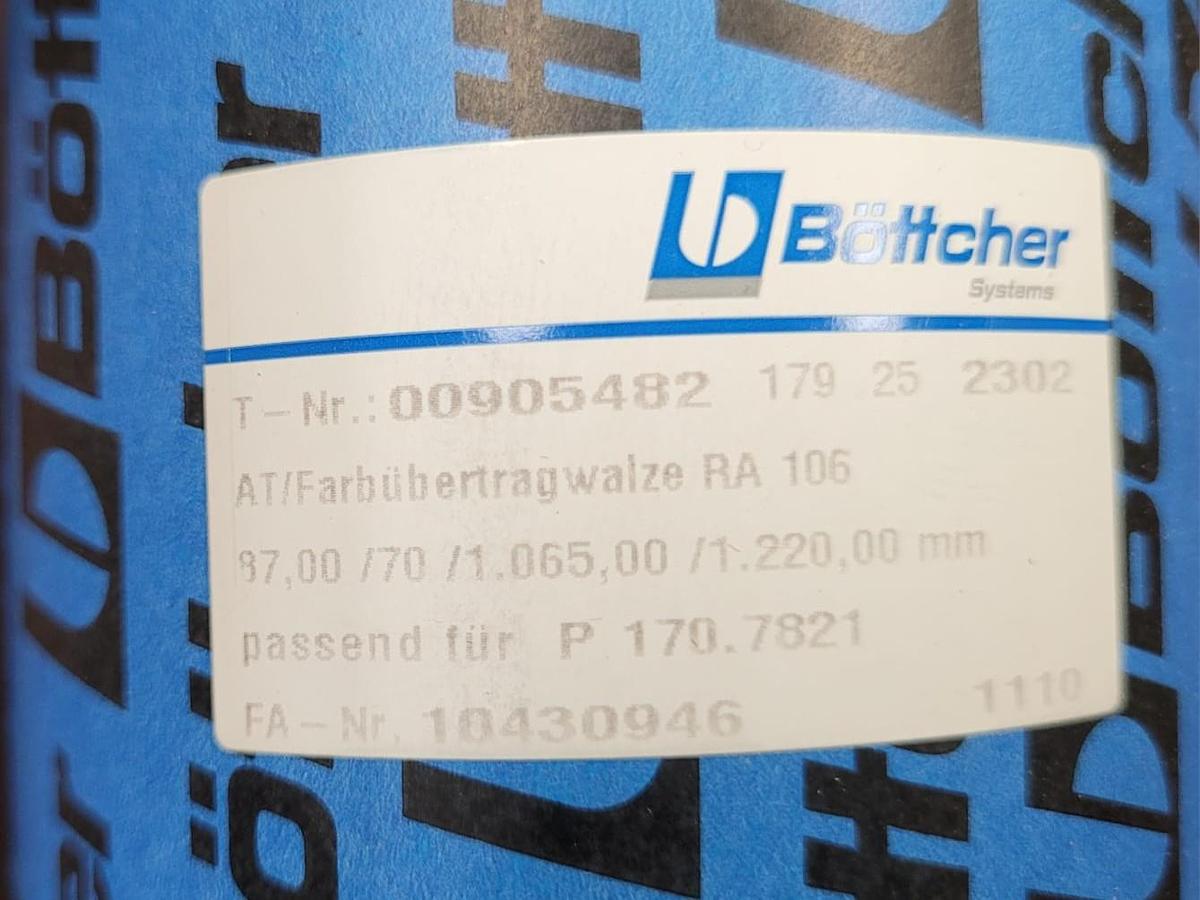 Böttcher
Systems
T-Nr.: 00905482 179 25 2302
AT/Farbübertragwalze RA 106
87,00 /70 /1.065,00 /1.220,00 mm
passend für P 170.7821
FA-Nr. 10430946 1110